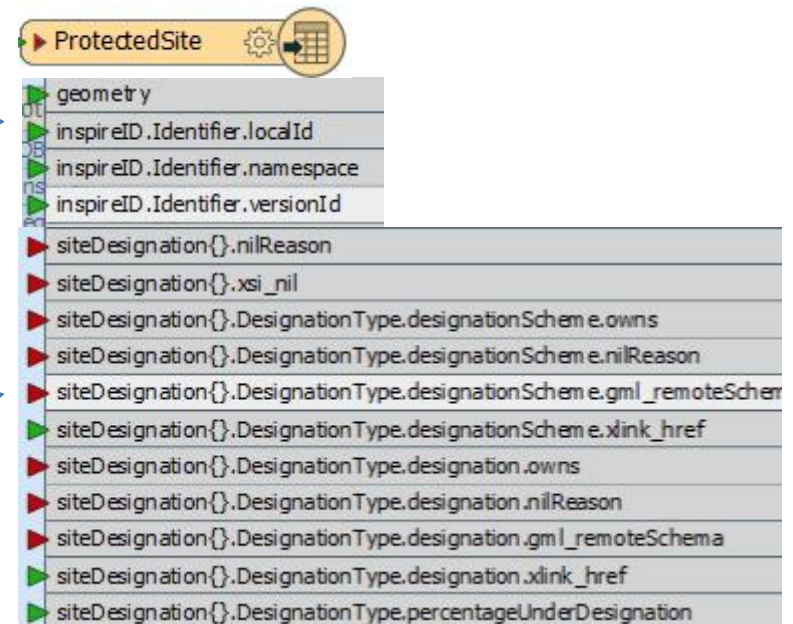 ProtectedSite
geometry
inspireID.Identifier.localId
inspireID.Identifier.namespace
inspireID.Identifier.versionId
siteDesignation{}.nilReason
siteDesignation{}.xsi_nil
siteDesignation{}.DesignationType.designationScheme.owns
siteDesignation{}.DesignationType.designationScheme.nilReason
siteDesignation{}.DesignationType.designationScheme.gml_remoteSchem
siteDesignation{}.DesignationType.designationScheme.xlink_href
siteDesignation{}.DesignationType.designation.owns
siteDesignation{}.DesignationType.designation.nilReason
siteDesignation{}.DesignationType.designation.gml_remoteSchema
siteDesignation{}.DesignationType.designation.xlink_href
siteDesignation{}.DesignationType.percentageUnderDesignation